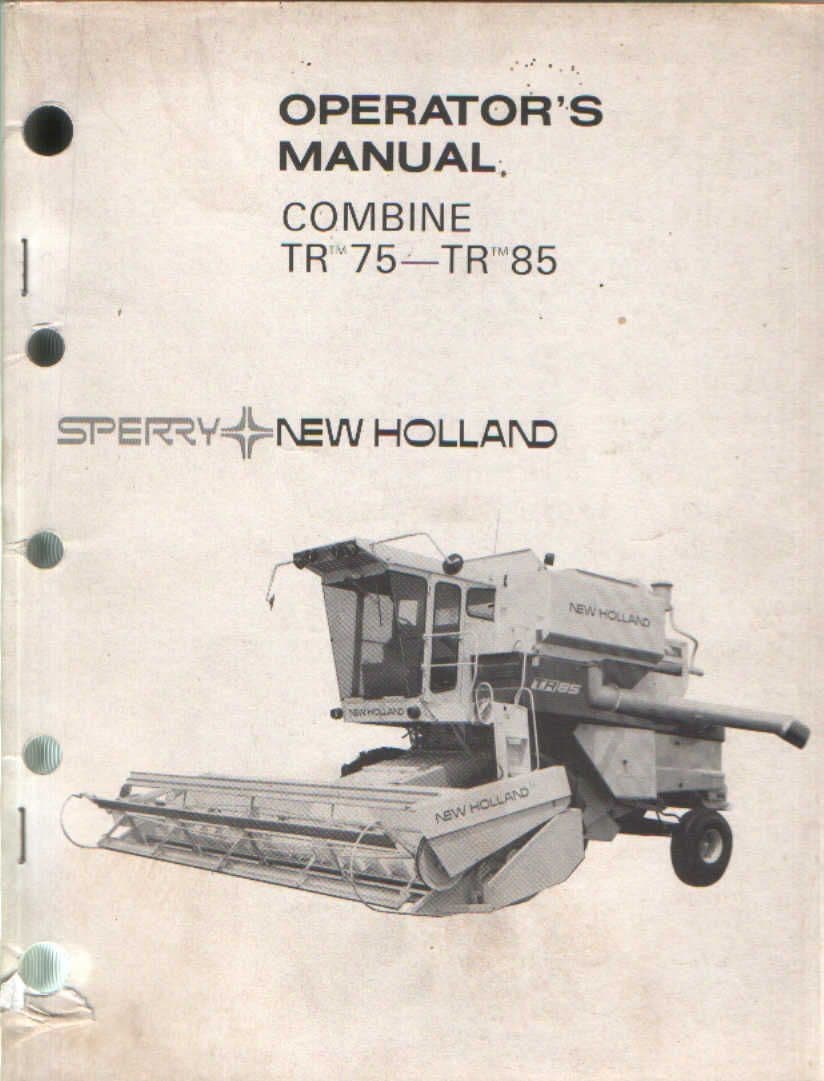 OPERATOR'S
MANUAL
COMBINE
TR™75—TR™85
SPERRY NEW HOLLAND
NEW HOLLAND
TR85
NEW HOLLAND
NEW HOLLAND